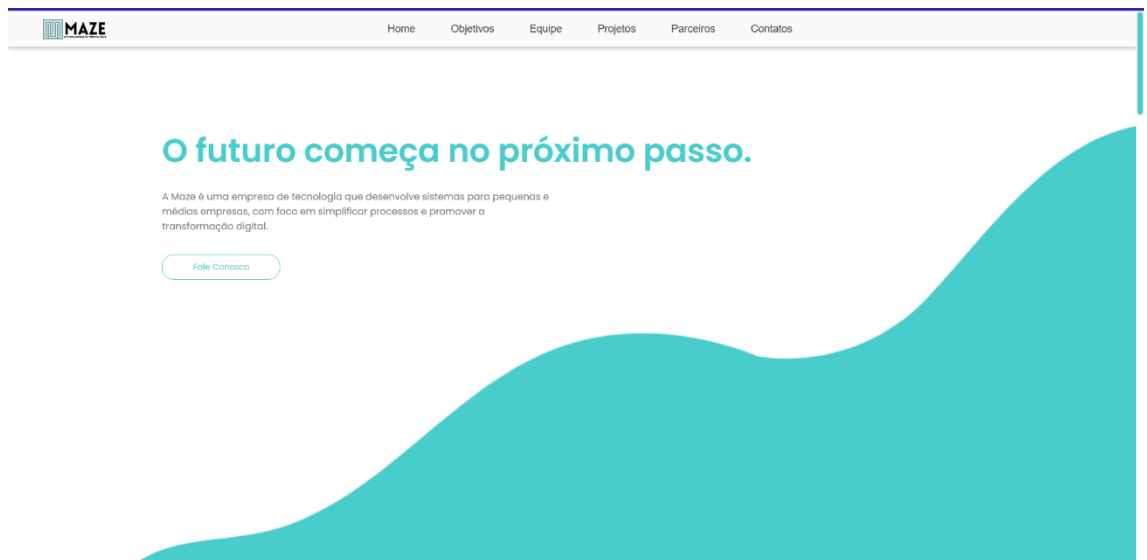 MAZE
Home Objetivos Equipe Projetos Parceiros Contatos
O futuro começa no próximo passo.
A Maze é uma empresa de tecnologia que desenvolve sistemas para pequenas e
médias empresas, com foco em simplificar processos e promover a
transformação digital.
Fale Conosco